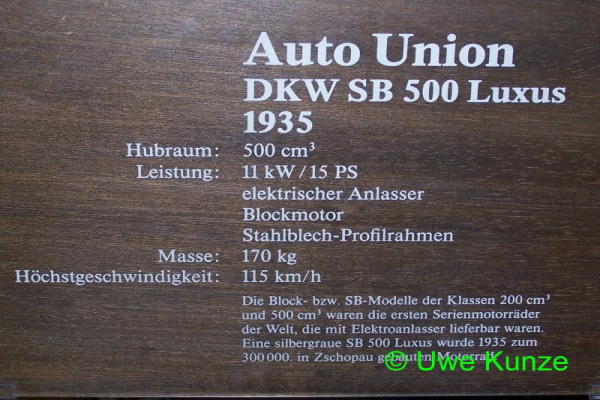 Auto Union
DKW SB 500 Luxus
1935
Hubraum: 500 cm³
Leistung: 11 kW / 15 PS
elektrischer Anlasser
Blockmotor
Stahlblech-Profilrahmen
Masse: 170 kg
Höchstgeschwindigkeit: 115 km/h
Die Block- bzw. SB-Modelle der Klassen 200 cm³
und 500 cm³ waren die ersten Serienmotorräder
der Welt, die mit Elektroanlasser lieferbar waren.
Eine silbergraue SB 500 Luxus wurde 1935 zum
300 000. in Zschopau gebauten Motorrad.
© Uwe Kunze